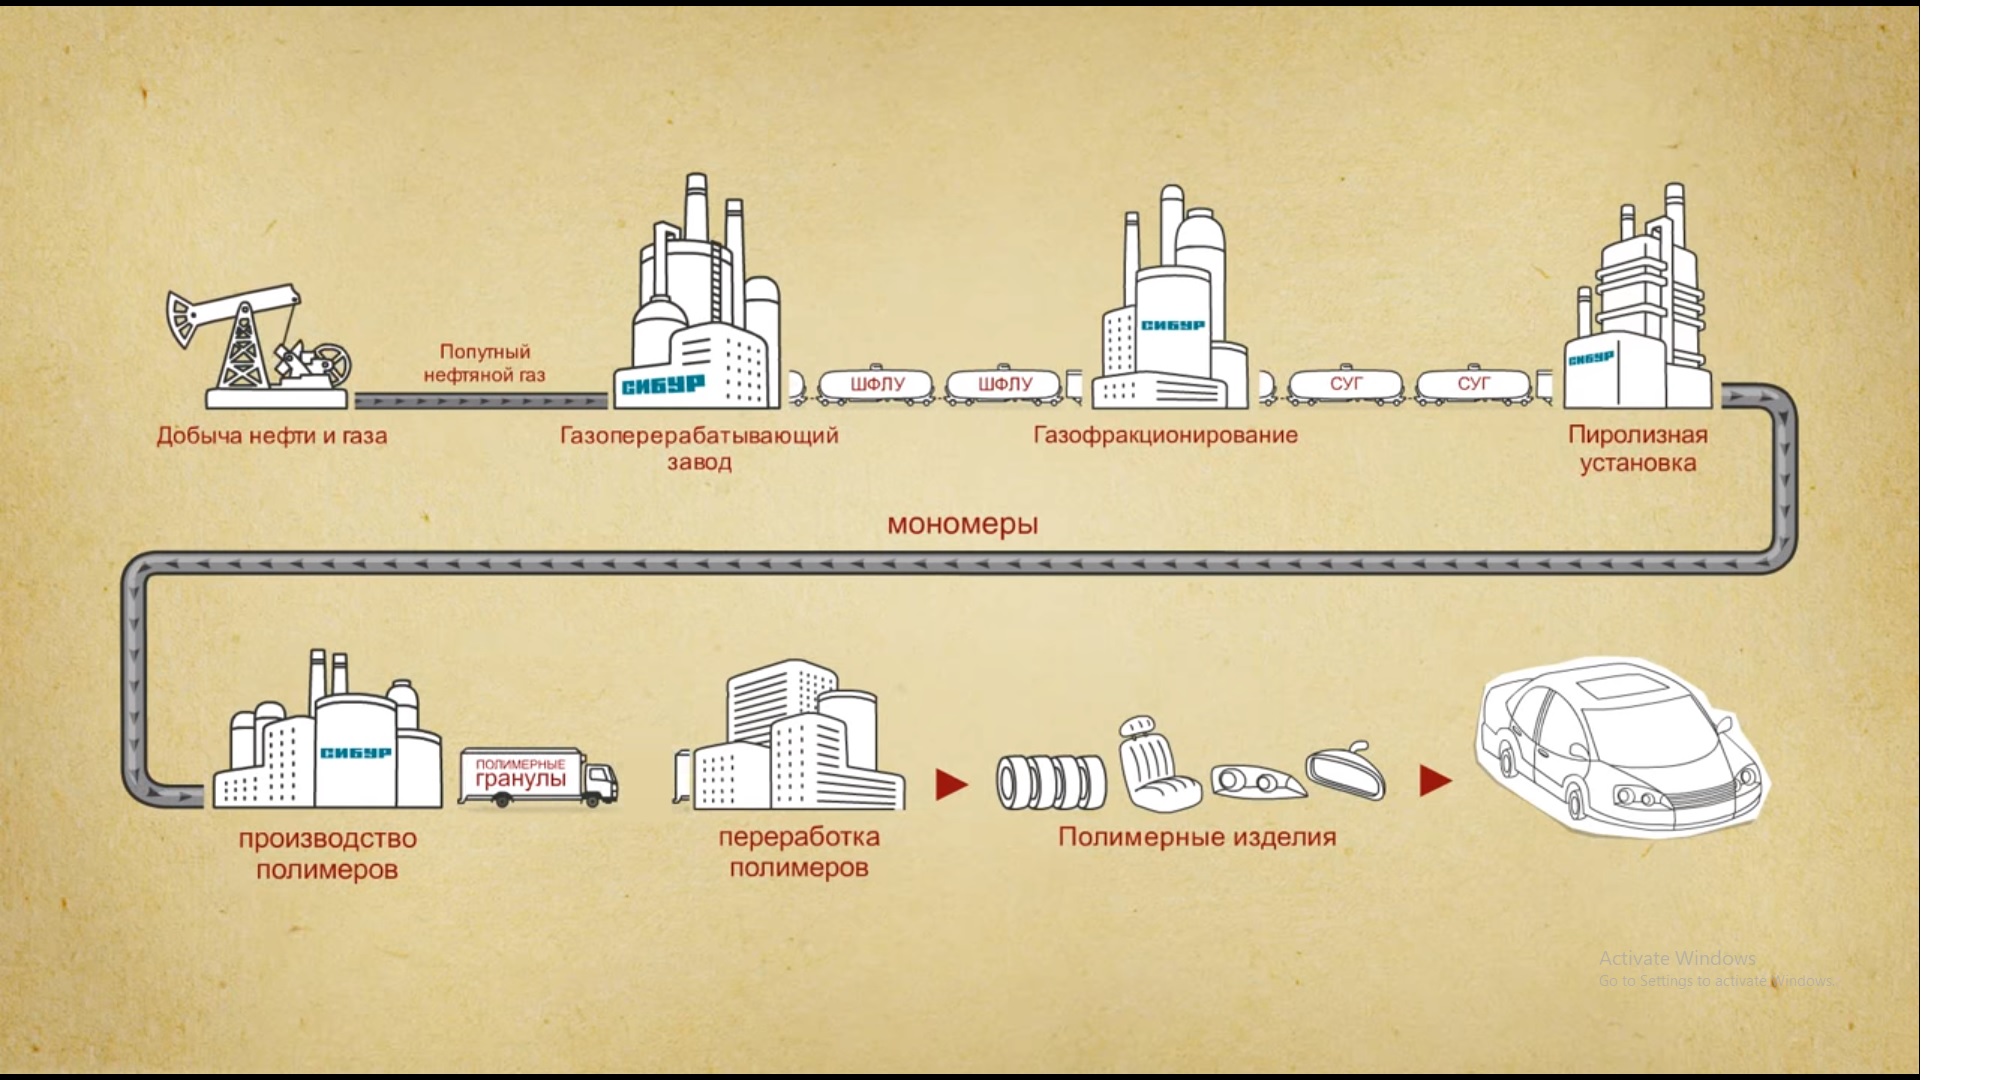 Попутный
нефтяной газ
СИБУР
ШФЛУ
ШФЛУ
СИБУР
СУГ
СУГ
СИБУР
Добыча нефти и газа
Газоперерабатывающий
завод
Газофракционирование
Пиролизная
установка
мономеры
СИБУР
ПОЛИМЕРНЫЕ
гранулы
производство
полимеров
переработка
полимеров
Полимерные изделия
Activate Windows
Go to Settings to activate Windows.